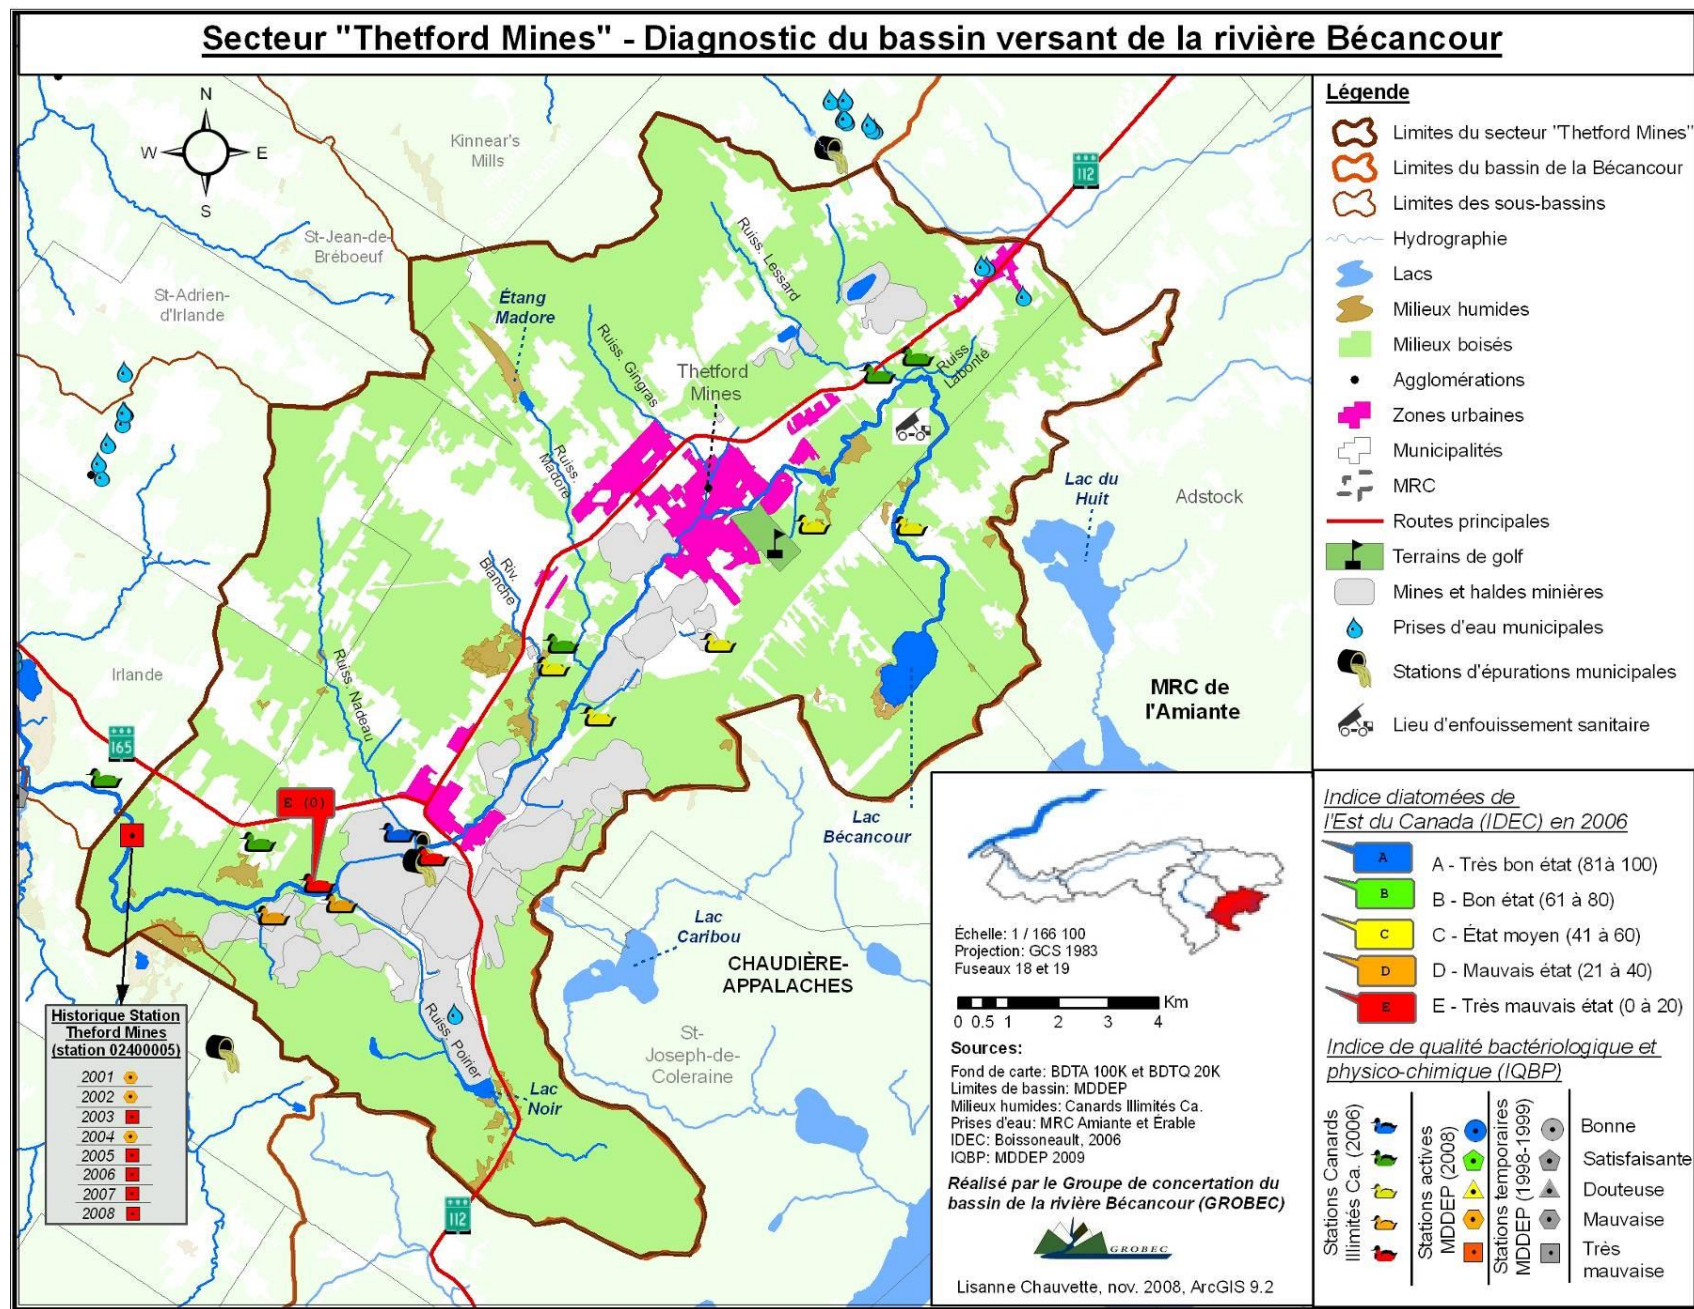 Secteur "Thetford Mines" - Diagnostic du bassin versant de la rivière Bécancour
N
W
E
S
Kinnear's
Mills
St-Jean-de-
Bréboeuf
St-Adrien-
d'Irlande
Étang
Madore
Ruiss. Lessard
Ruiss. Gingras
Thetford
Mines
Ruiss.
Labonté
112
Ruiss.
Madore
Lac du
Huit
Adstock
Riv.
Blanche
Ruiss. Nadeau
Irlande
165
E (0)
MRC de
l'Amiante
Lac
Bécancour
Lac
Caribou
CHAUDIÈRE-
APPALACHES
St-
Joseph-de-
Coleraine
Ruiss. Poirier
Lac
Noir
112
Historique Station
Theford Mines
(station 02400005)
2001
2002
2003
2004
2005
2006
2007
2008
Échelle: 1 / 166 100
Projection: GCS 1983
Fuseaux 18 et 19
Km
0 0.5 1 2 3 4
Sources:
Fond de carte: BDTA 100K et BDTQ 20K
Limites de bassin: MDDEP
Milieux humides: Canards Illimités Ca.
Prises d'eau: MRC Amiante et Érable
IDEC: Boissoneault, 2006
IQBP: MDDEP 2009
Réalisé par le Groupe de concertation du
bassin de la rivière Bécancour (GROBEC)
GROBEC
Lisanne Chauvette, nov. 2008, ArcGIS 9.2
Légende
Limites du secteur "Thetford Mines"
Limites du bassin de la Bécancour
Limites des sous-bassins
Hydrographie
Lacs
Milieux humides
Milieux boisés
Agglomérations
Zones urbaines
Municipalités
MRC
Routes principales
Terrains de golf
Mines et haldes minières
Prises d'eau municipales
Stations d'épurations municipales
Lieu d'enfouissement sanitaire
Indice diatomées de
l'Est du Canada (IDEC) en 2006
A
A - Très bon état (81à 100)
B
B - Bon état (61 à 80)
C
C - État moyen (41 à 60)
D
D - Mauvais état (21 à 40)
E
E - Très mauvais état (0 à 20)
Indice de qualité bactériologique et
physico-chimique (IQBP)
Stations Canards
Illimités Ca. (2006)
Stations actives
MDDEP (2008)
Stations temporaires
MDDEP (1998-1999)
Bonne
Satisfaisante
Douteuse
Mauvaise
Très
mauvaise